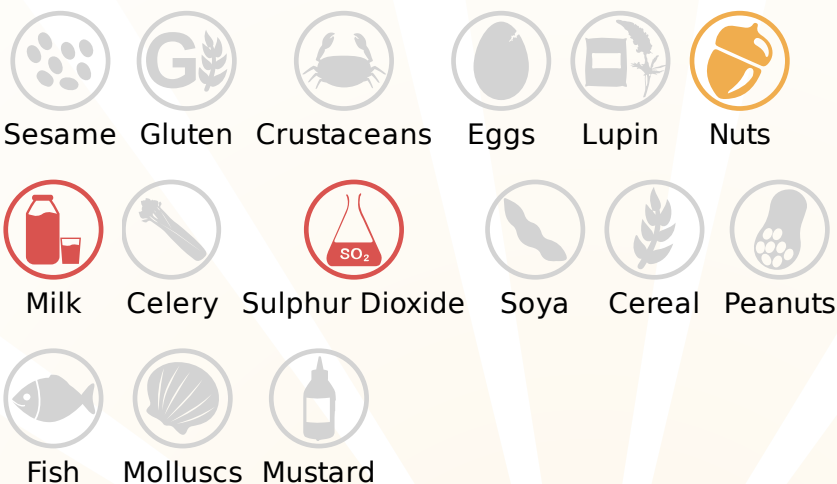 G
Sesame Gluten Crustaceans Eggs Lupin Nuts
SO₂
Milk Celery Sulphur Dioxide Soya Cereal Peanuts
Fish Molluscs Mustard